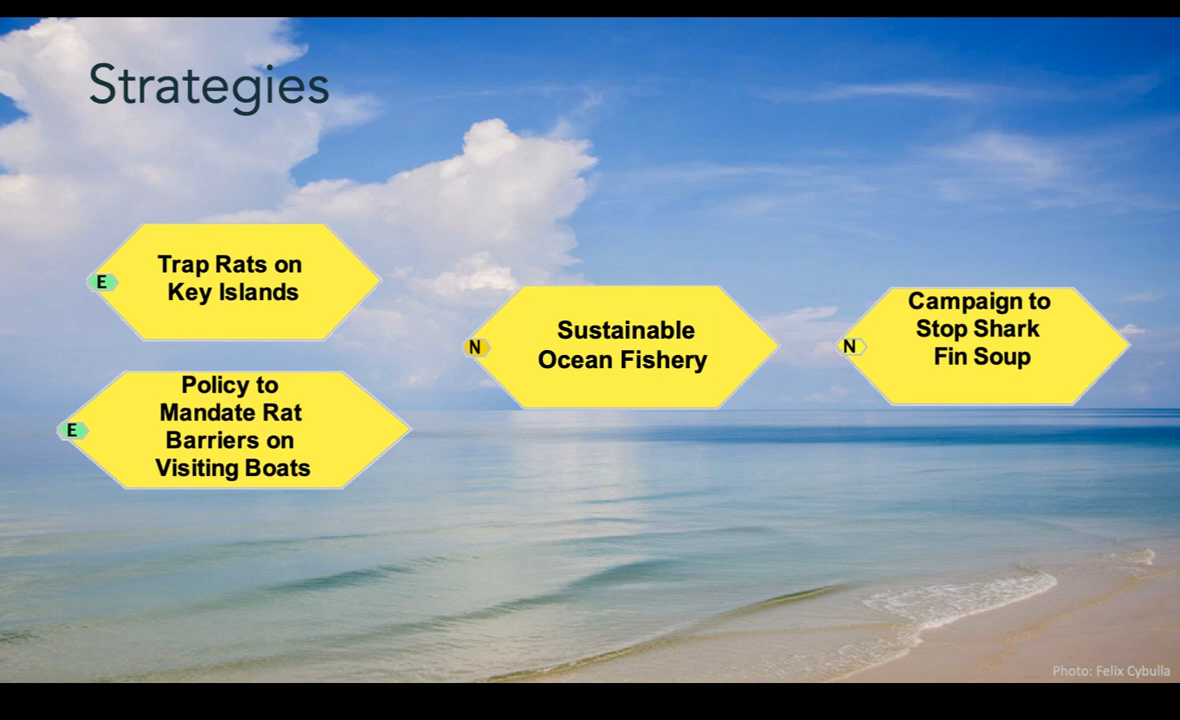 Strategies
E
Trap Rats on
Key Islands
E
Policy to
Mandate Rat
Barriers on
Visiting Boats
N
Sustainable
Ocean Fishery
N
Campaign to
Stop Shark
Fin Soup
Photo: Felix Cybulla